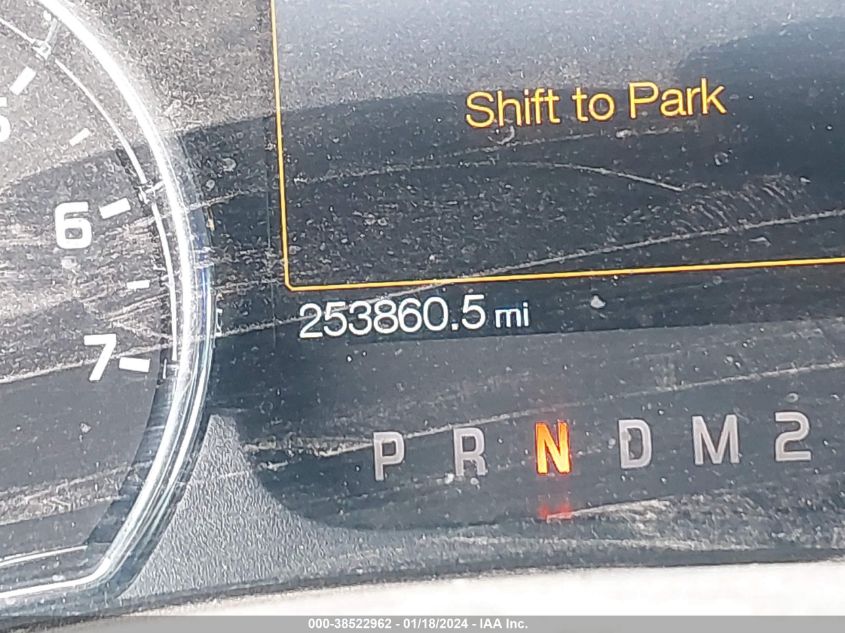 Shift to Park
6
7
253860.5 mi
P R N D M 2
000-38522962 - 01/18/2024 - IAA Inc.